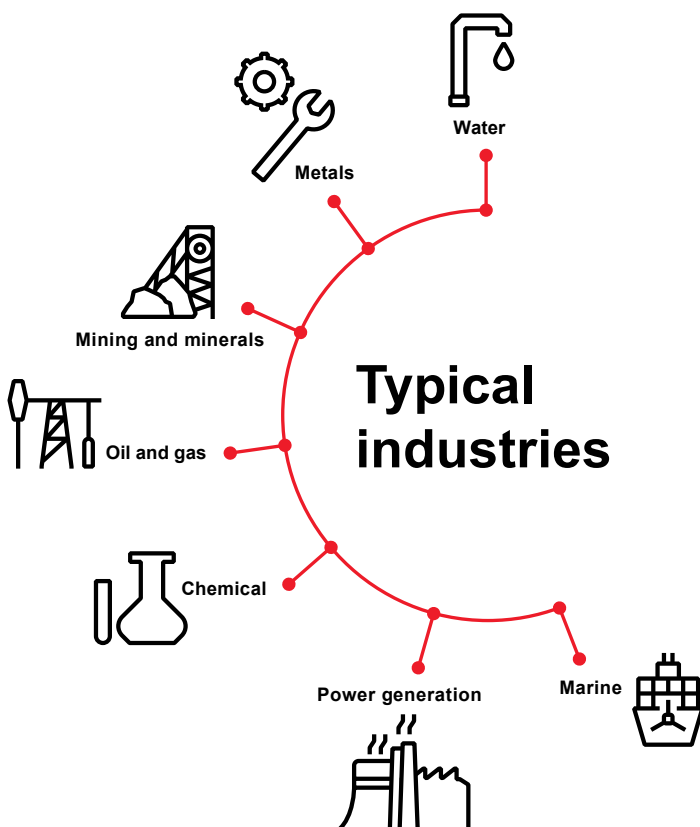 Water
Metals
Mining and minerals
Typical
industries
Oil and gas
Chemical
Marine
Power generation